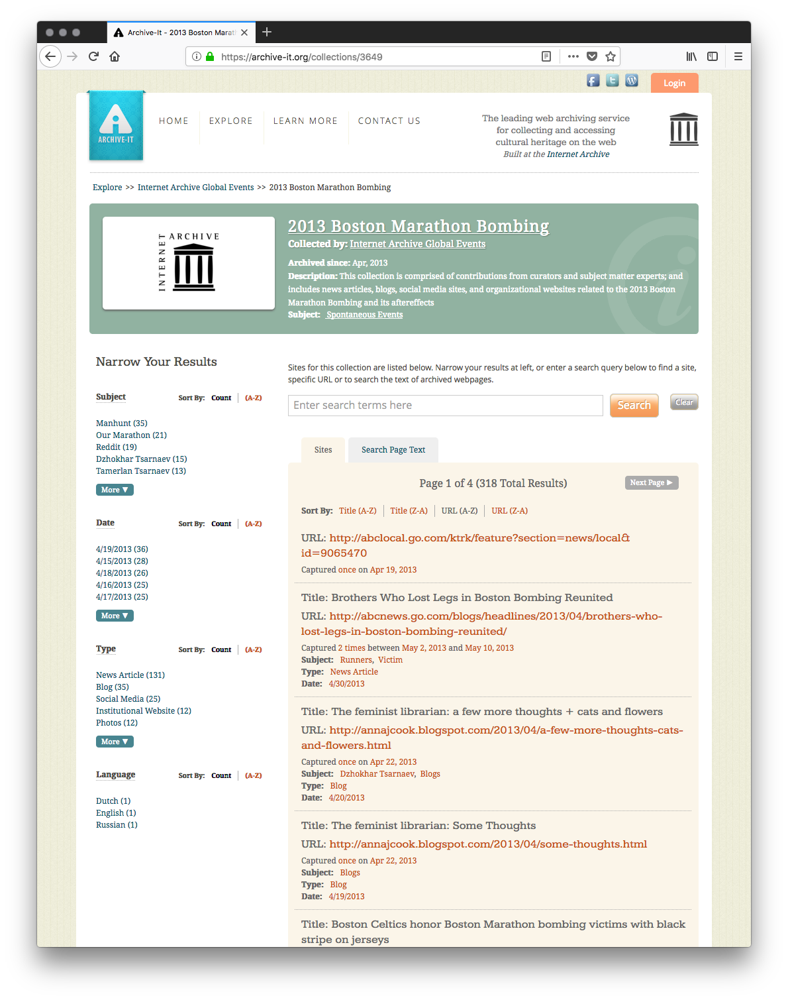 Archive-It - 2013 Boston Marat
https://archive-it.org/collections/3649
Login
ARCHIVE-IT
HOME
EXPLORE
LEARN MORE
CONTACT US
The leading web archiving service
for collecting and accessing
cultural heritage on the web
Built at the Internet Archive
Explore >> Internet Archive Global Events >> 2013 Boston Marathon Bombing
INTERNET ARCHIVE
2013 Boston Marathon Bombing
Collected by: Internet Archive Global Events
Archived since: Apr, 2013
Description: This collection is comprised of contributions from curators and subject matter experts; and
includes news articles, blogs, social media sites, and organizational websites related to the 2013 Boston
Marathon Bombing and its aftereffects
Subject: Spontaneous Events
Narrow Your Results
Subject Sort By: Count (A-Z)
Manhunt (35)
Our Marathon (21)
Reddit (19)
Dzhokhar Tsarnaev (15)
Tamerlan Tsarnaev (13)
More ▼
Date Sort By: Count (A-Z)
4/19/2013 (36)
4/15/2013 (28)
4/18/2013 (26)
4/16/2013 (25)
4/17/2013 (25)
More ▼
Type Sort By: Count (A-Z)
News Article (131)
Blog (35)
Social Media (25)
Institutional Website (12)
Photos (12)
More ▼
Language Sort By: Count (A-Z)
Dutch (1)
English (1)
Russian (1)
Sites for this collection are listed below. Narrow your results at left, or enter a search query below to find a site,
specific URL or to search the text of archived webpages.
Enter search terms here
Search
Clear
Sites
Search Page Text
Page 1 of 4 (318 Total Results)
Next Page ▶
Sort By: Title (A-Z) Title (Z-A) URL (A-Z) URL (Z-A)
URL: http://abclocal.go.com/ktrk/feature?section=news/local&
id=9065470
Captured once on Apr 19, 2013
Title: Brothers Who Lost Legs in Boston Bombing Reunited
URL: http://abcnews.go.com/blogs/headlines/2013/04/brothers-who-
lost-legs-in-boston-bombing-reunited/
Captured 2 times between May 2, 2013 and May 10, 2013
Subject: Runners, Victim
Type: News Article
Date: 4/30/2013
Title: The feminist librarian: a few more thoughts + cats and flowers
URL: http://annajcook.blogspot.com/2013/04/a-few-more-thoughts-cats-
and-flowers.html
Captured once on Apr 22, 2013
Subject: Dzhokhar Tsarnaev, Blogs
Type: Blog
Date: 4/20/2013
Title: The feminist librarian: Some Thoughts
URL: http://annajcook.blogspot.com/2013/04/some-thoughts.html
Captured once on Apr 22, 2013
Subject: Blogs
Type: Blog
Date: 4/19/2013
Title: Boston Celtics honor Boston Marathon bombing victims with black
stripe on jerseys